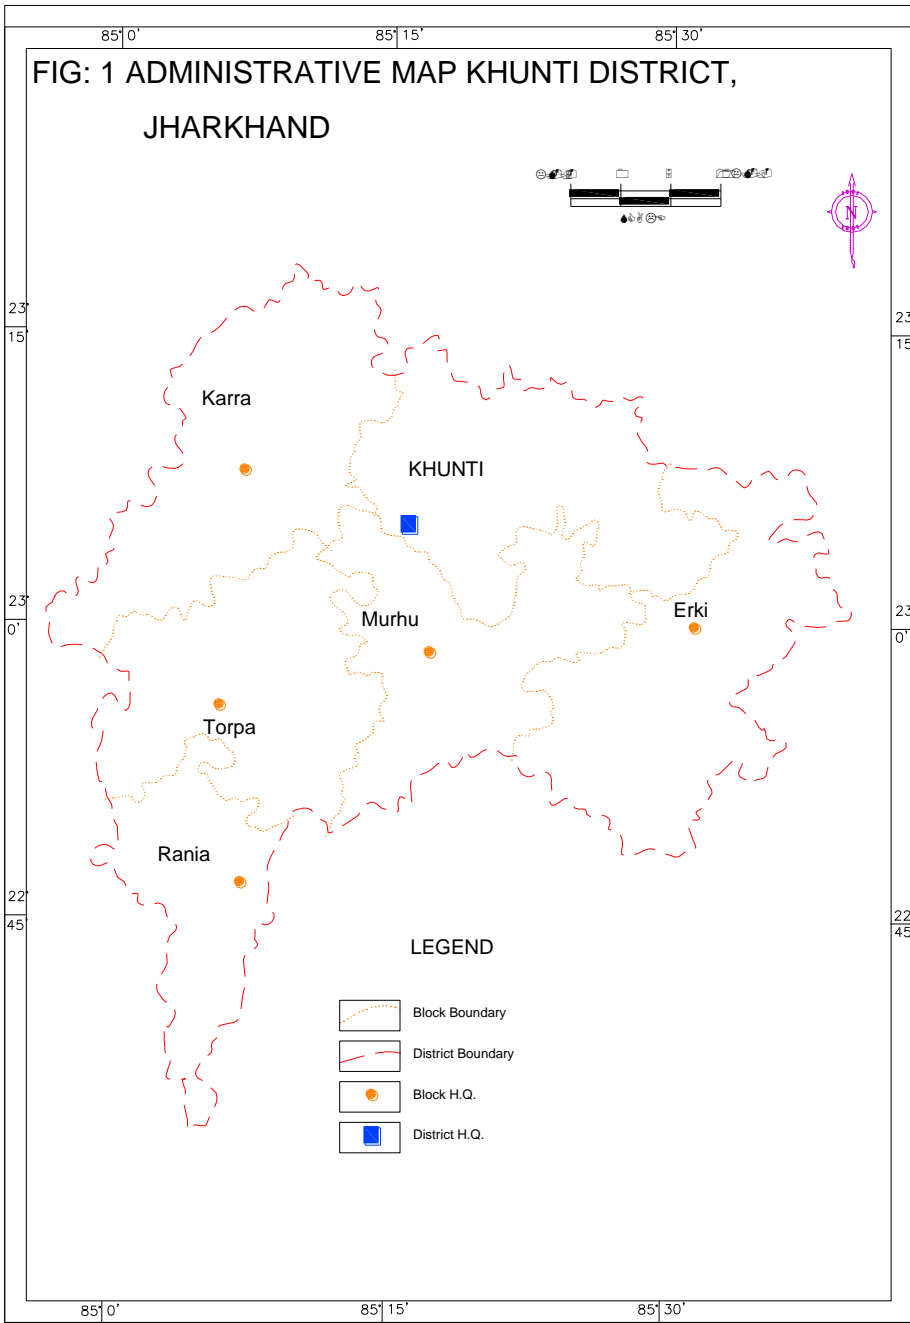 85°0' 85°15' 85°30'
FIG: 1 ADMINISTRATIVE MAP KHUNTI DISTRICT,
JHARKHAND
N
23°
15'
23
15
Karra
KHUNTI
23°
0'
Murhu
Erki
23
0'
Torpa
Rania
22°
45'
22
45
LEGEND
Block Boundary
District Boundary
Block H.Q.
District H.Q.
85°0' 85°15' 85°30'